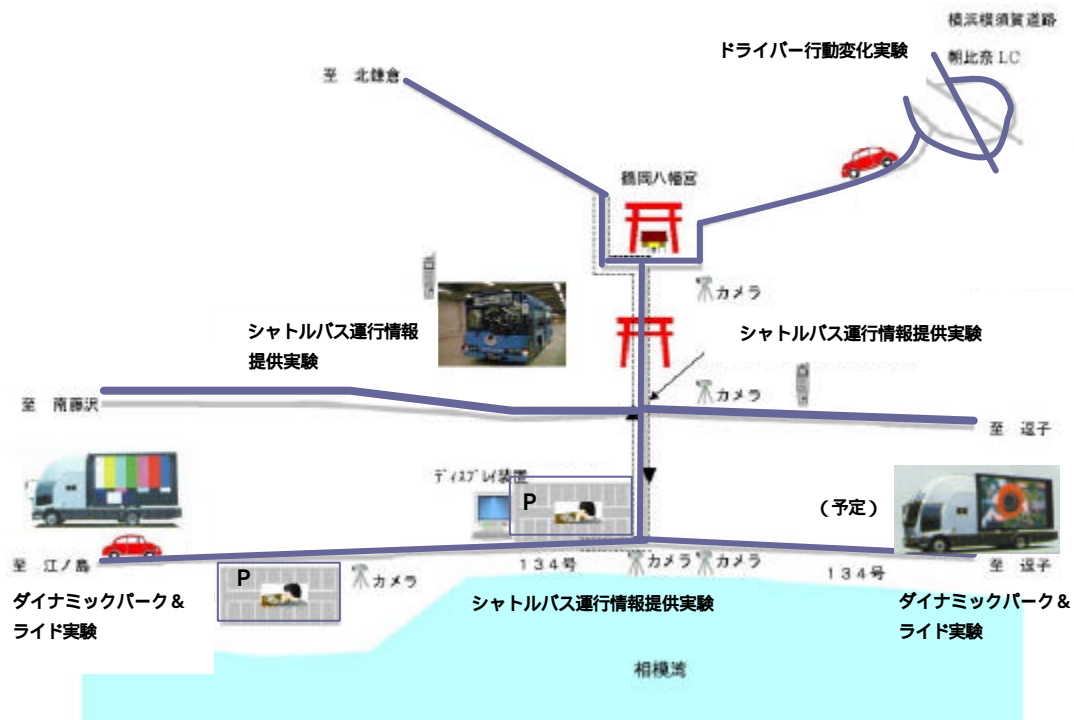 横浜横須賀道路
ドライバー行動変化実験
朝比奈 I.C
至 北鎌倉
鶴岡八幡宮
カメラ
シャトルバス運行情報
提供実験
シャトルバス運行情報提供実験
カメラ
至 南藤沢
至 逗子
ディスプレイ装置
P
(予定)
134号
カメラ
カメラ
134号
至 江ノ島
P
カメラ
至 逗子
ダイナミックパーク&
ライド実験
シャトルバス運行情報提供実験
ダイナミックパーク&
ライド実験
相模湾